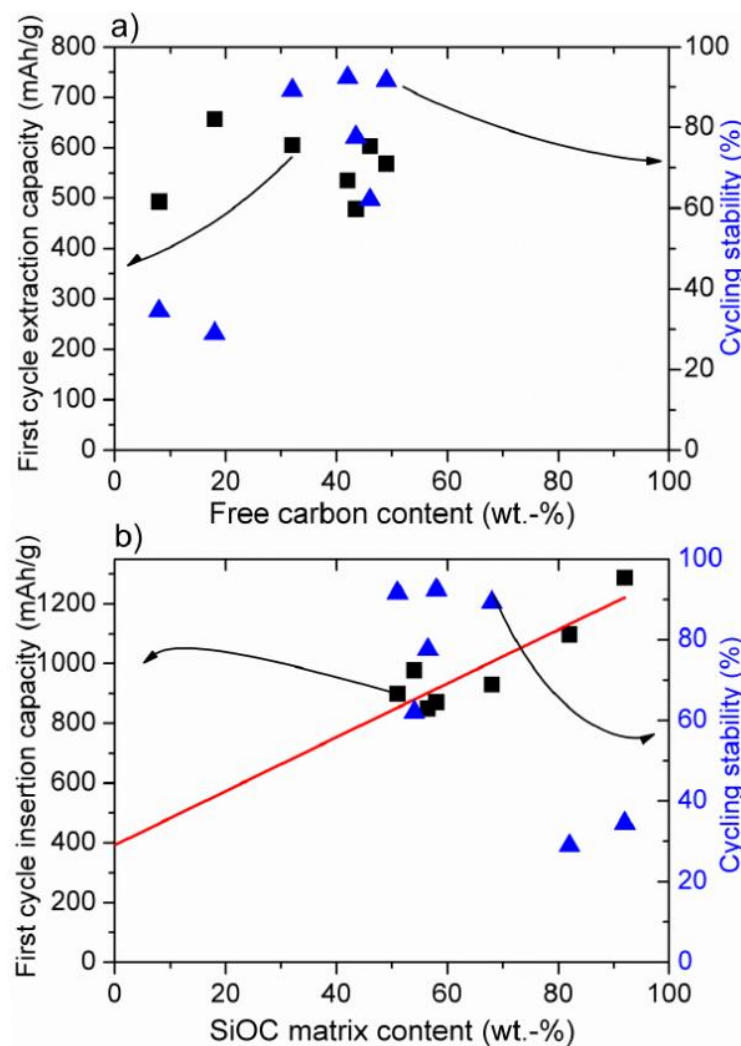 a)
800
700
600
500
400
300
200
100
0
First cycle extraction capacity (mAh/g)
100
80
60
40
20
0
Cycling stability (%)
0 20 40 60 80 100
Free carbon content (wt.-%)
b)
1200
1000
800
600
400
200
0
First cycle insertion capacity (mAh/g)
100
80
60
40
20
0
Cycling stability (%)
0 20 40 60 80 100
SiOC matrix content (wt.-%)